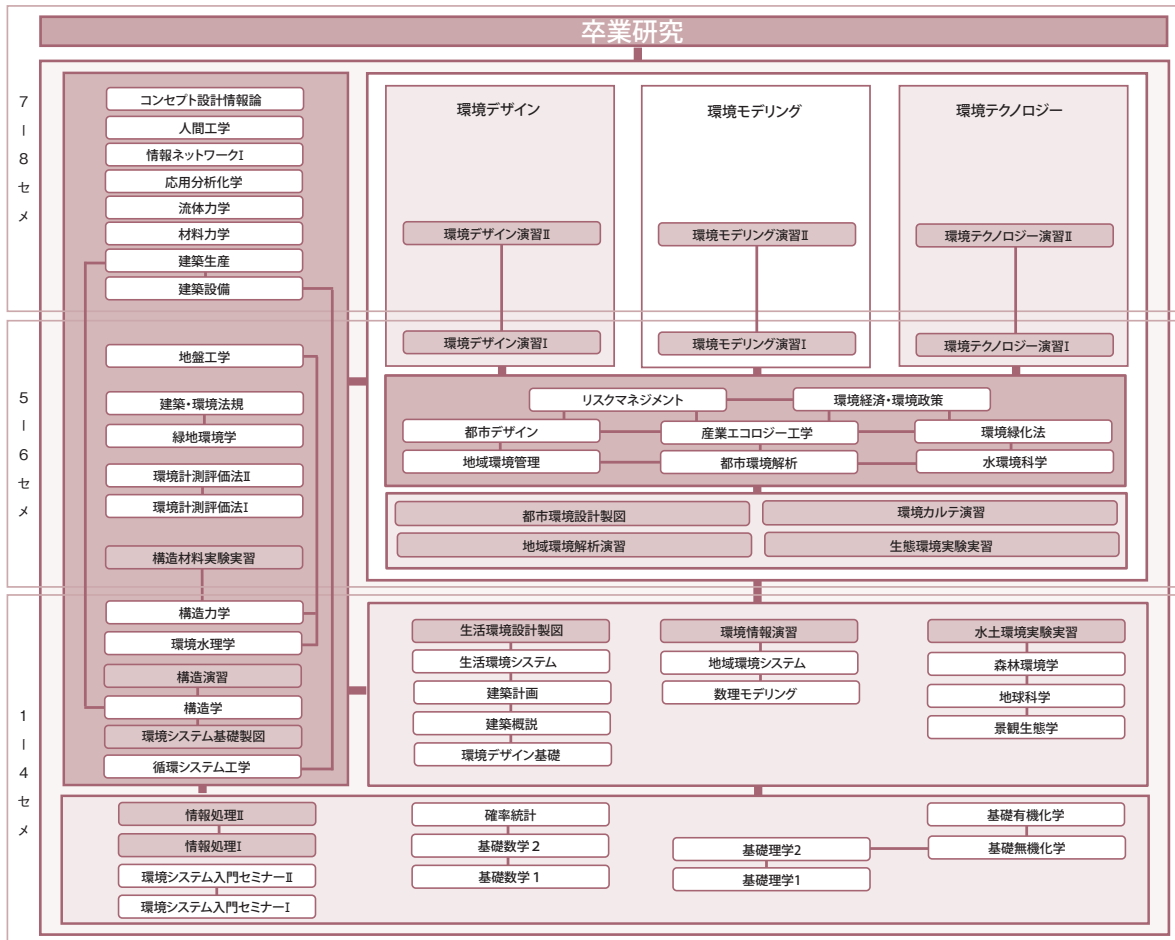 卒業研究
7ー8セメ
コンセプト設計情報論
人間工学
情報ネットワークI
応用分析化学
流体力学
材料力学
建築生産
建築設備
環境デザイン
環境モデリング
環境テクノロジー
環境デザイン演習II
環境モデリング演習II
環境テクノロジー演習II
5ー6セメ
環境デザイン演習I
環境モデリング演習I
環境テクノロジー演習I
地盤工学
建築・環境法規
緑地環境学
環境計測評価法II
環境計測評価法I
構造材料実験実習
リスクマネジメント
環境経済・環境政策
都市デザイン
産業エコロジー工学
環境緑化法
地域環境管理
都市環境解析
水環境科学
都市環境設計製図
環境カルテ演習
地域環境解析演習
生態環境実験実習
1ー4セメ
構造力学
環境水理学
構造演習
構造学
環境システム基礎製図
循環システム工学
生活環境設計製図
生活環境システム
建築計画
建築概説
環境デザイン基礎
環境情報演習
地域環境システム
数理モデリング
水土環境実験実習
森林環境学
地球科学
景観生態学
情報処理II
情報処理I
環境システム入門セミナーII
環境システム入門セミナーI
確率統計
基礎数学2
基礎数学1
基礎理学2
基礎理学1
基礎有機化学
基礎無機化学